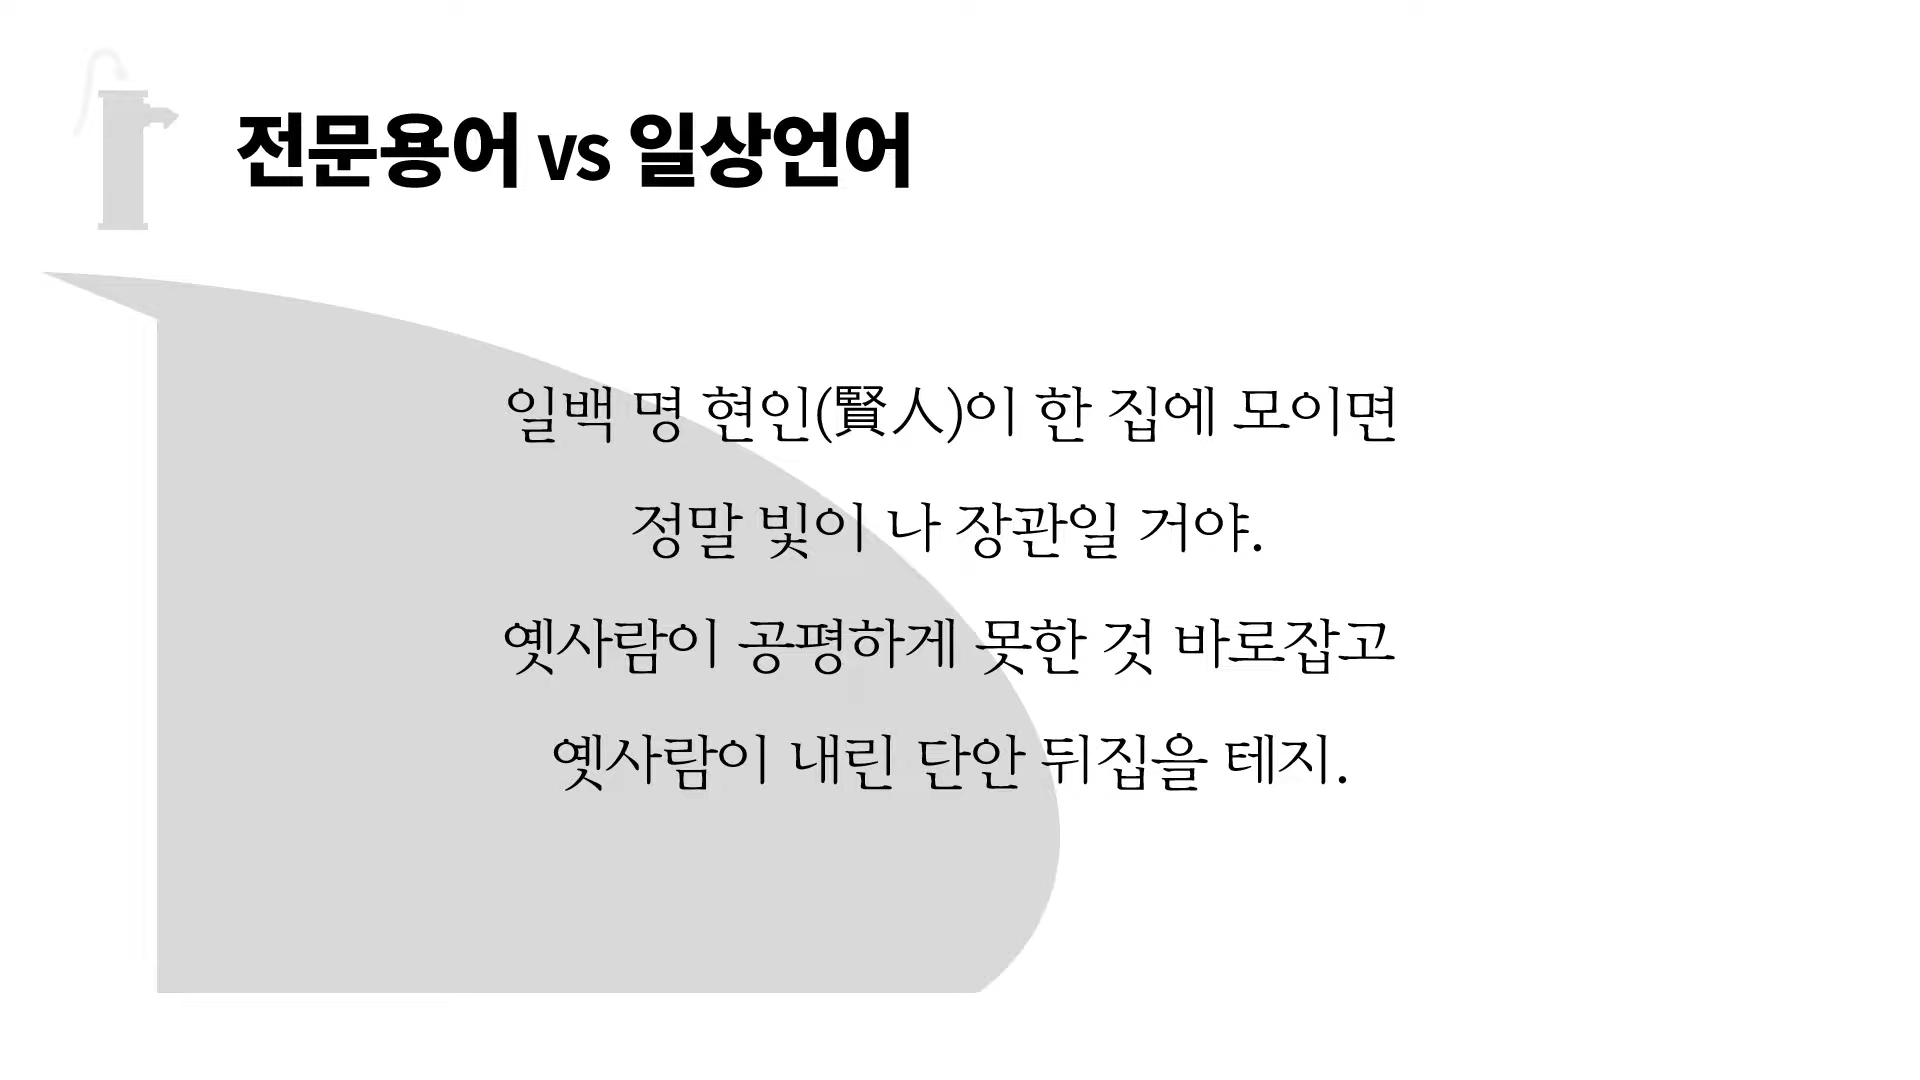 전문용어 vs 일상언어
일백 명 현인(賢人)이 한 집에 모이면
정말 빛이 나 장관일 거야.
옛사람이 공평하게 못한 것 바로잡고
옛사람이 내린 단안 뒤집을 테지.